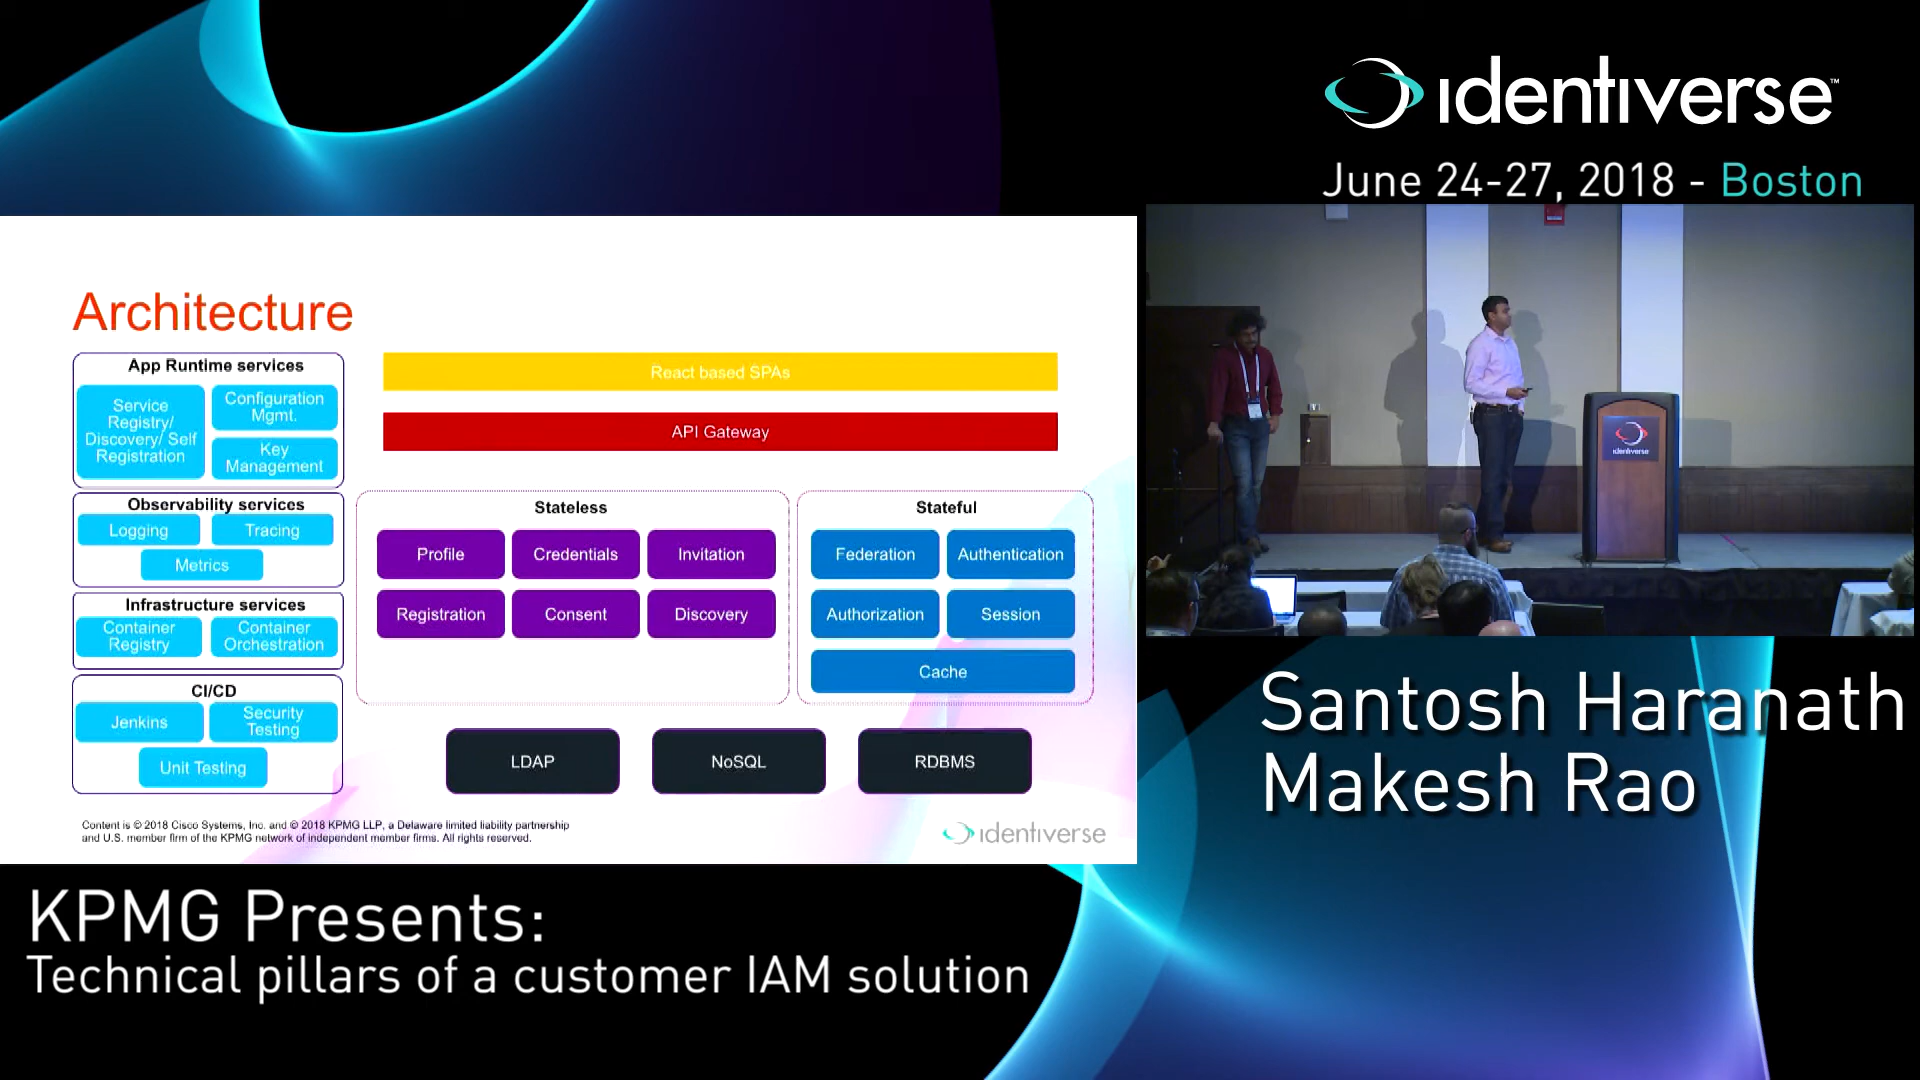 identiverse™
June 24-27, 2018 - Boston
Architecture
App Runtime services
Service
Registry/
Discovery/ Self
Registration
Configuration
Mgmt.
Key
Management
Observability services
Logging
Tracing
Metrics
Infrastructure services
Container
Registry
Container
Orchestration
CI/CD
Jenkins
Security
Testing
Unit Testing
React based SPAs
API Gateway
Stateless
Profile
Credentials
Invitation
Registration
Consent
Discovery
Stateful
Federation
Authentication
Authorization
Session
Cache
LDAP
NoSQL
RDBMS
Content is © 2018 Cisco Systems, Inc. and © 2018 KPMG LLP, a Delaware limited liability partnership
and U.S. member firm of the KPMG network of independent member firms. All rights reserved.
identiverse
identiverse
Santosh Haranath
Makesh Rao
KPMG Presents:
Technical pillars of a customer IAM solution